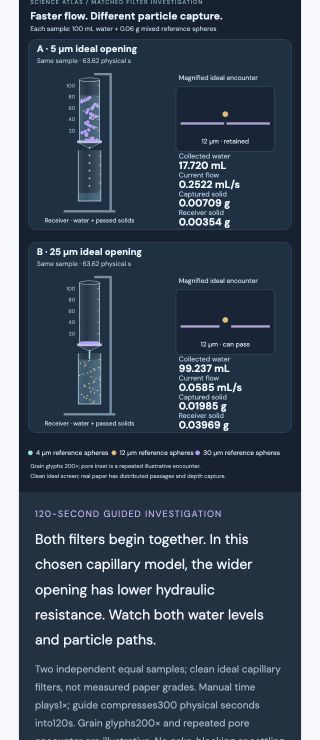 SCIENCE ATLAS / MATCHED FILTER INVESTIGATION
Faster flow. Different particle capture.
Each sample: 100 mL water + 0.06 g mixed reference spheres
A · 5 µm ideal opening
Same sample · 63.62 physical s
Magnified ideal encounter
100
80
60
40
20
12 µm · retained
Collected water
17.720 mL
Current flow
0.2522 mL/s
Captured solid
0.00709 g
Receiver solid
0.00354 g
Receiver · water + passed solids
B · 25 µm ideal opening
Same sample · 63.62 physical s
Magnified ideal encounter
100
80
60
40
20
12 µm · can pass
Collected water
99.237 mL
Current flow
0.0585 mL/s
Captured solid
0.01985 g
Receiver solid
0.03969 g
Receiver · water + passed solids
4 µm reference spheres 12 µm reference spheres 30 µm reference spheres
Grain glyphs 200×; pore inset is a repeated illustrative encounter.
Clean ideal screen; real paper has distributed passages and depth capture.
120-SECOND GUIDED INVESTIGATION
Both filters begin together. In this
chosen capillary model, the wider
opening has lower hydraulic
resistance. Watch both water levels
and particle paths.
Two independent equal samples; clean ideal capillary
filters, not measured paper grades. Manual time
plays1×; guide compresses300 physical seconds
into120s. Grain glyphs200× and repeated pore
encounter are illustrative. No cake, blocking or settling